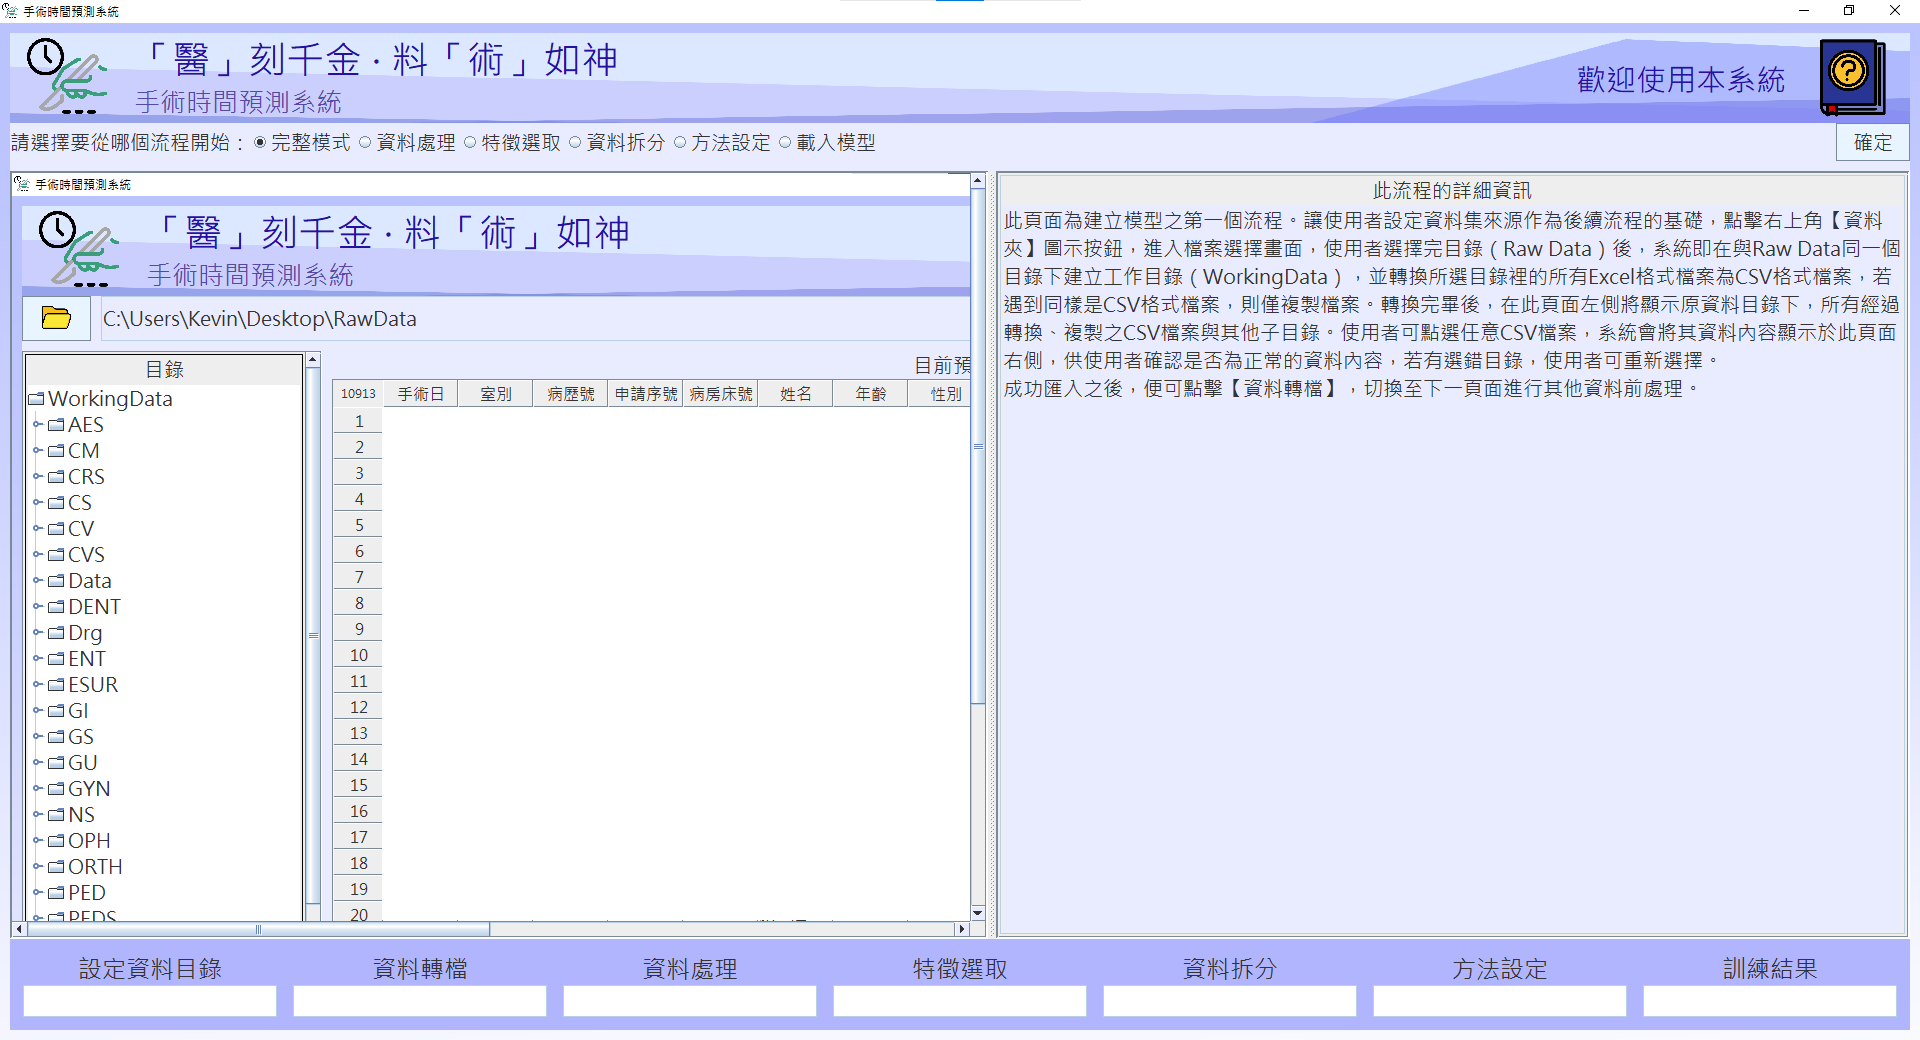 手術時間預測系統
「醫」刻千金．料「術」如神
手術時間預測系統
歡迎使用本系統
請選擇要從哪個流程開始：
完整模式
資料處理
特徵選取
資料拆分
方法設定
載入模型
確定
手術時間預測系統
「醫」刻千金．料「術」如神
手術時間預測系統
C:\Users\Kevin\Desktop\RawData
目錄
WorkingData
AES
CM
CRS
CS
CV
CVS
Data
DENT
Drg
ENT
ESUR
GI
GS
GU
GYN
NS
OPH
ORTH
PED
PEDS
目前預
10913 手術日 室別 病歷號 申請序號 病房床號 姓名 年齡 性別
1
2
3
4
5
6
7
8
9
10
11
12
13
14
15
16
17
18
19
20
此流程的詳細資訊
此頁面為建立模型之第一個流程。讓使用者設定資料集來源作為後續流程的基礎，點擊右上角【資料
夾】圖示按鈕，進入檔案選擇畫面，使用者選擇完目錄（Raw Data）後，系統即在與Raw Data同一個
目錄下建立工作目錄（WorkingData），並轉換所選目錄裡的所有Excel格式檔案為CSV格式檔案，若
遇到同樣是CSV格式檔案，則僅複製檔案。轉換完畢後，在此頁面左側將顯示原資料目錄下，所有經過
轉換、複製之CSV檔案與其他子目錄。使用者可點選任意CSV檔案，系統會將其資料內容顯示於此頁面
右側，供使用者確認是否為正常的資料內容，若有選錯目錄，使用者可重新選擇。
成功匯入之後，便可點擊【資料轉檔】，切換至下一頁面進行其他資料前處理。
設定資料目錄
資料轉檔
資料處理
特徵選取
資料拆分
方法設定
訓練結果